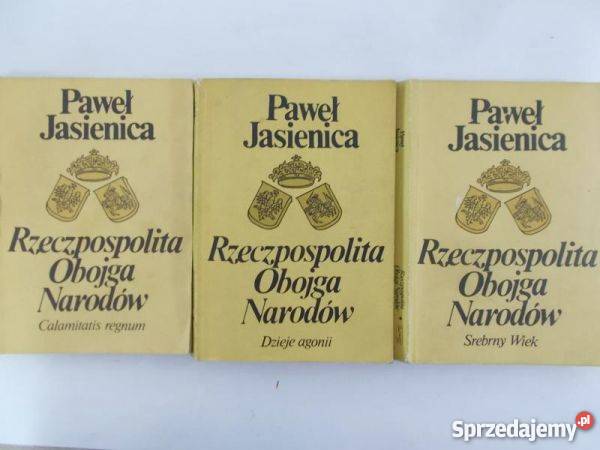 Paweł
Jasienica
Rzeczpospolita
Obojga
Narodów
Calamitatis regnum
Paweł
Jasienica
Rzeczpospolita
Obojga
Narodów
Dzieje agonii
Paweł
Jasienica
Rzeczpospolita
Obojga
Narodów
Srebrny Wiek
Sprzedajemy.pl